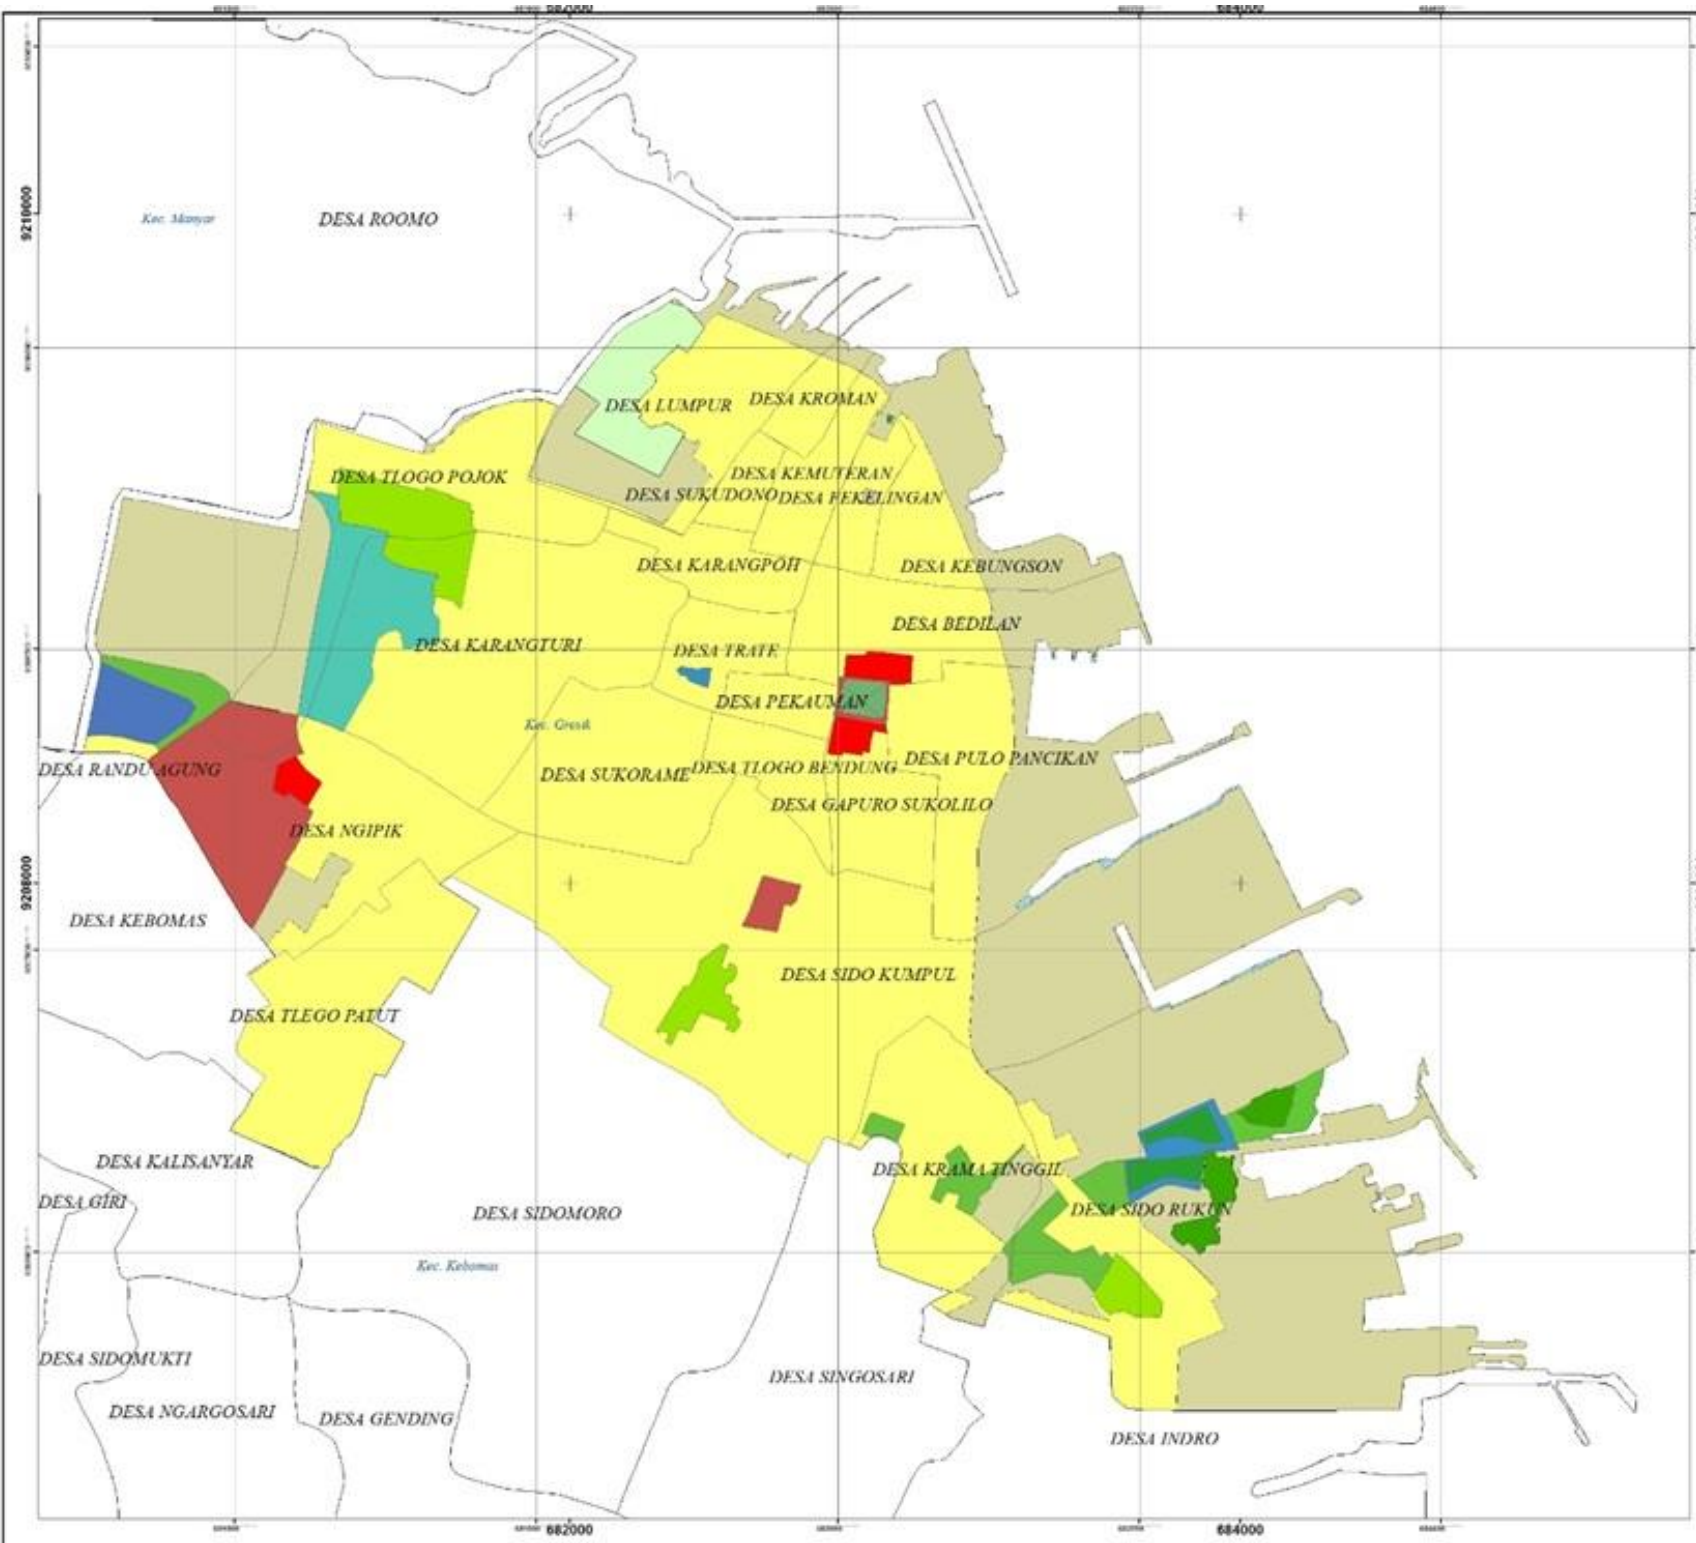 682000
684000
9210000
Kec. Manyar
DESA ROOMO
DESA LUMPUR
DESA KROMAN
DESA TLOGO POJOK
DESA KEMUTERAN
DESA SUKUDONO
DESA PEKELINGAN
DESA KARANGPOH
DESA KEBUNGSON
DESA BEDILAN
DESA KARANGTURI
DESA TRATE
DESA PEKAUMAN
Kec. Gresik
DESA PULO PANCIKAN
DESA RANDU AGUNG
DESA SUKORAME
DESA TLOGO BENDUNG
DESA GAPURO SUKOLILO
DESA NGIPIK
9208000
DESA KEBOMAS
DESA SIDO KUMPUL
DESA TLEGO PATUT
DESA KALISANYAR
DESA KRAMA TINGGIL
DESA GIRI
DESA SIDOMORO
DESA SIDO RUKUN
Kec. Kebomas
DESA SIDOMUKTI
DESA SINGOSARI
DESA NGARGOSARI
DESA GENDING
DESA INDRO
682000
684000